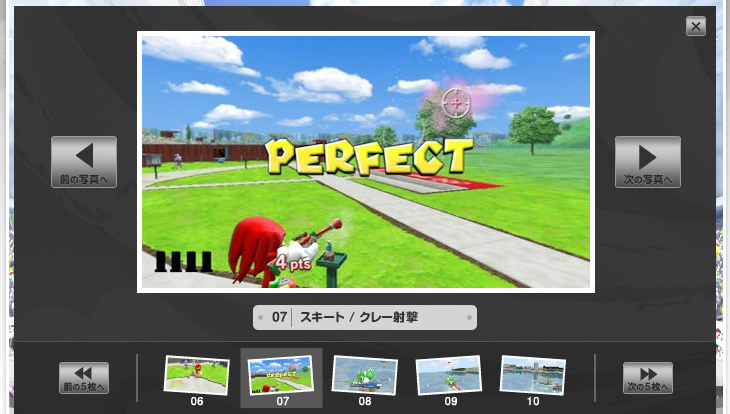 PERFECT
4 pts
前の写真へ
次の写真へ
07 スキート / クレー射撃
前の5枚へ
06
07
08
09
10
次の5枚へ